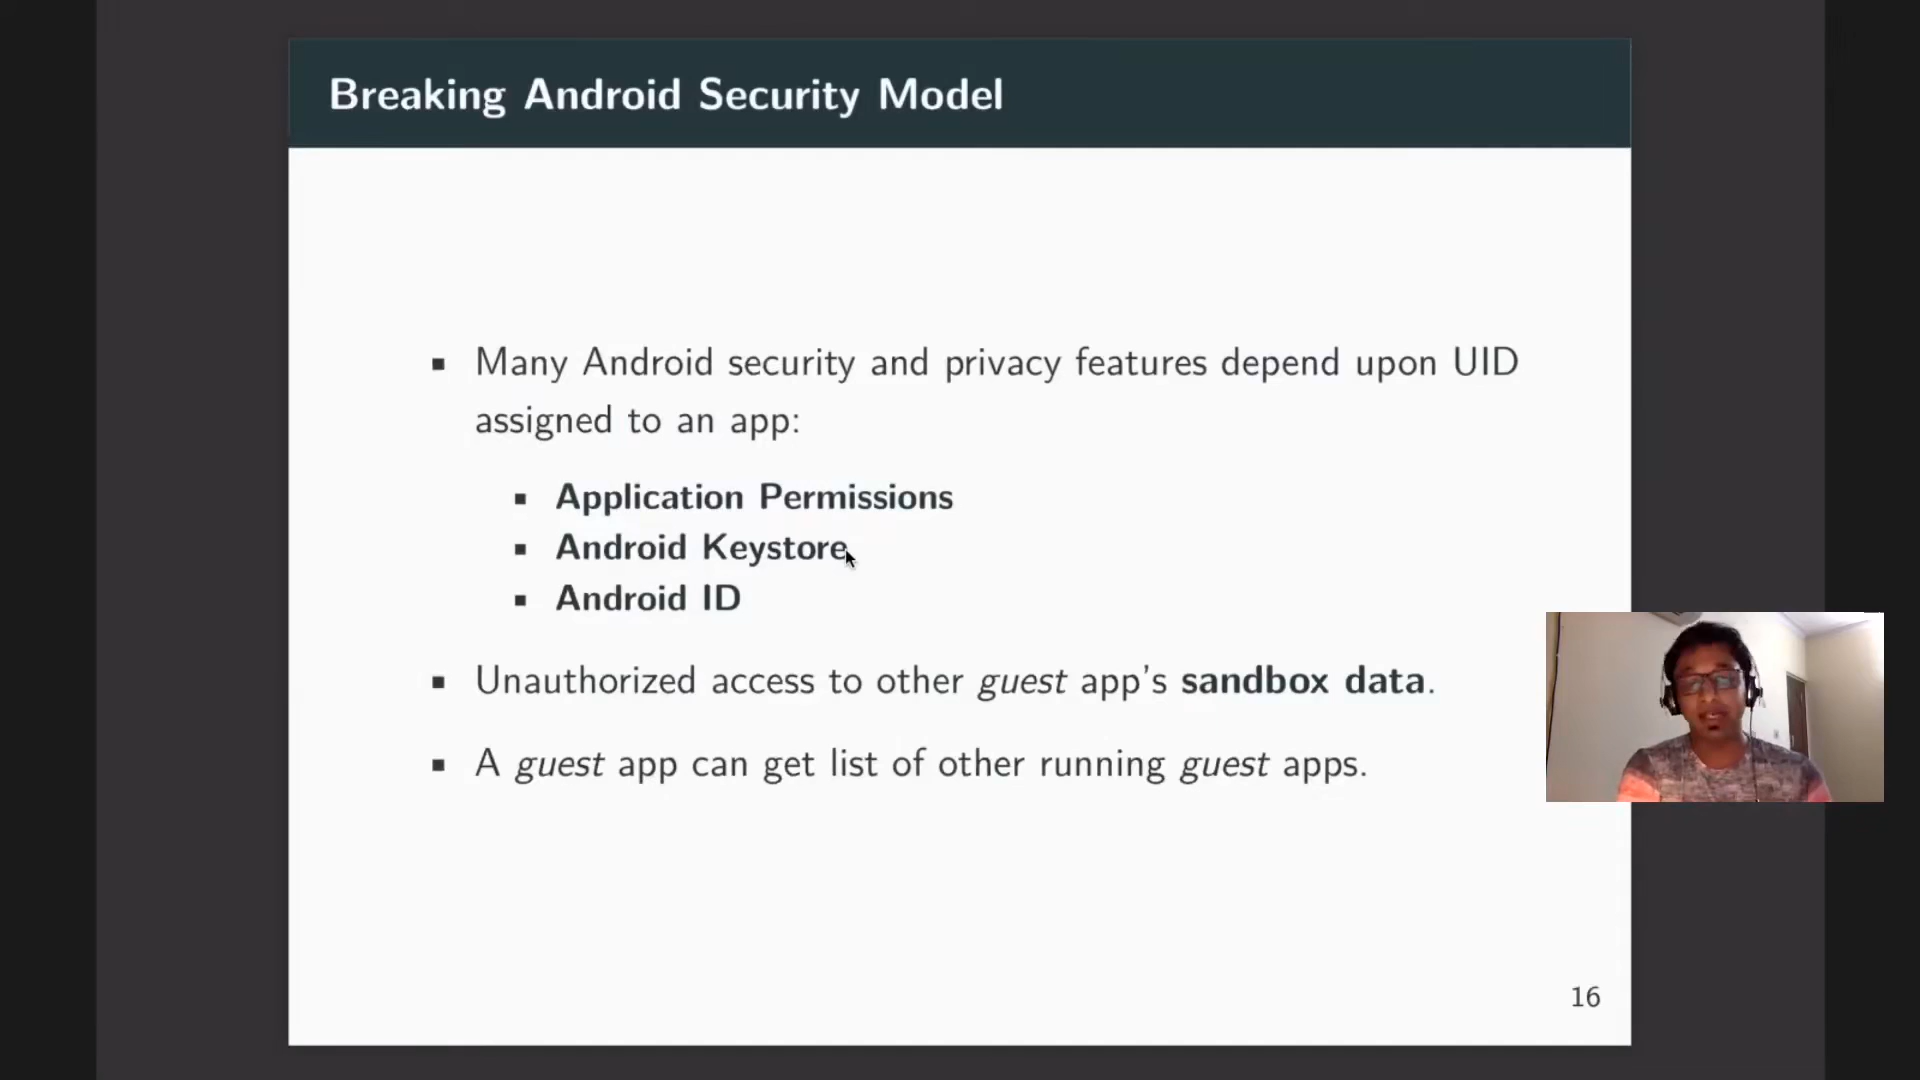 Breaking Android Security Model
Many Android security and privacy features depend upon UID
assigned to an app:
Application Permissions
Android Keystore
Android ID
Unauthorized access to other guest app's sandbox data.
A guest app can get list of other running guest apps.
16